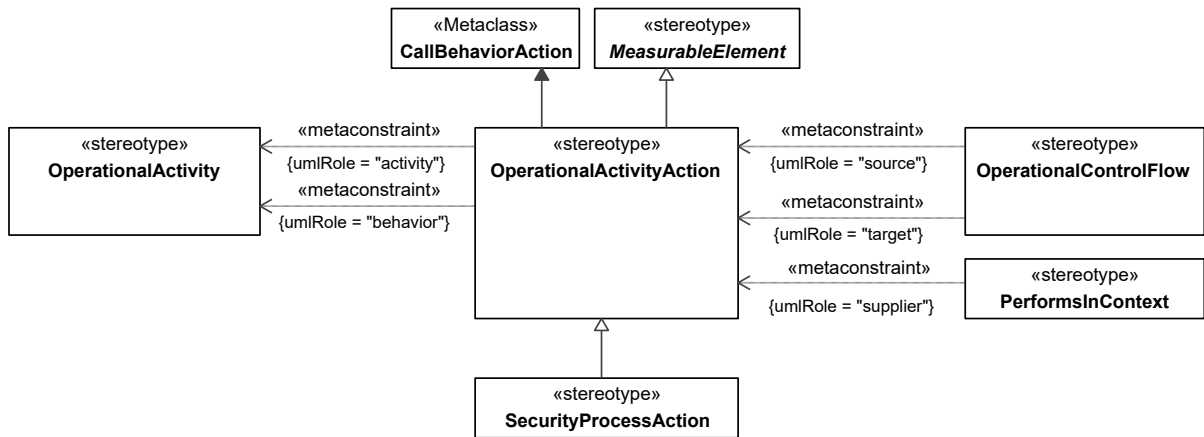 «Metaclass»
CallBehaviorAction
«stereotype»
MeasurableElement
«stereotype»
OperationalActivity
«metaconstraint»
{umlRole = "activity"}
«metaconstraint»
{umlRole = "behavior"}
«stereotype»
OperationalActivityAction
«metaconstraint»
{umlRole = "source"}
«metaconstraint»
{umlRole = "target"}
«stereotype»
OperationalControlFlow
«metaconstraint»
{umlRole = "supplier"}
«stereotype»
PerformsInContext
«stereotype»
SecurityProcessAction